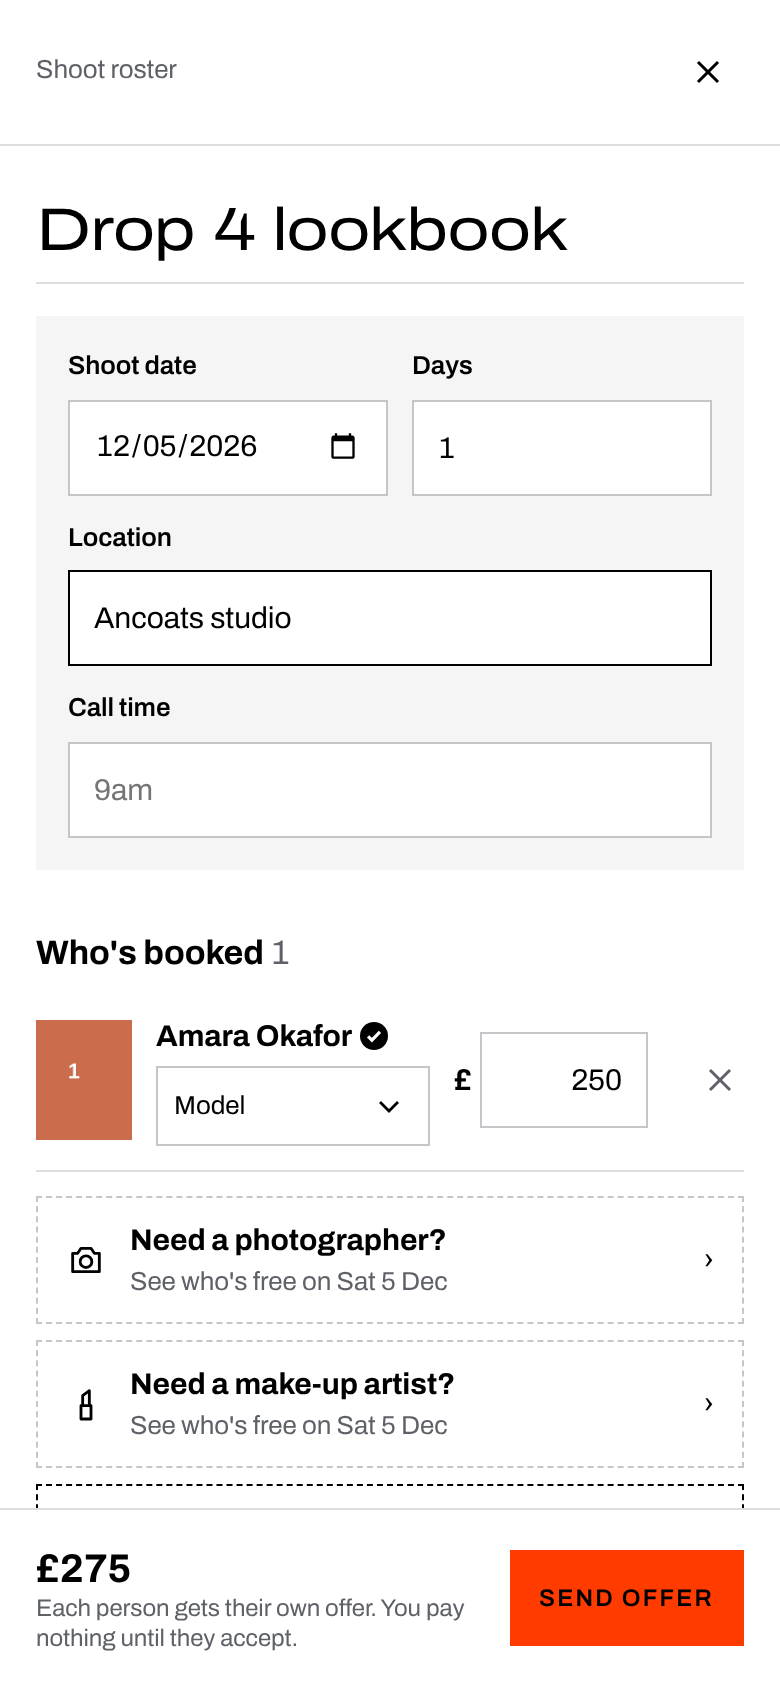 Shoot roster
Drop 4 lookbook
Shoot date
Days
12/05/2026
1
Location
Ancoats studio
Call time
9am
Who's booked 1
1
Amara Okafor
Model
£
250
Need a photographer?
See who's free on Sat 5 Dec
Need a make-up artist?
See who's free on Sat 5 Dec
£275
Each person gets their own offer. You pay
nothing until they accept.
SEND OFFER